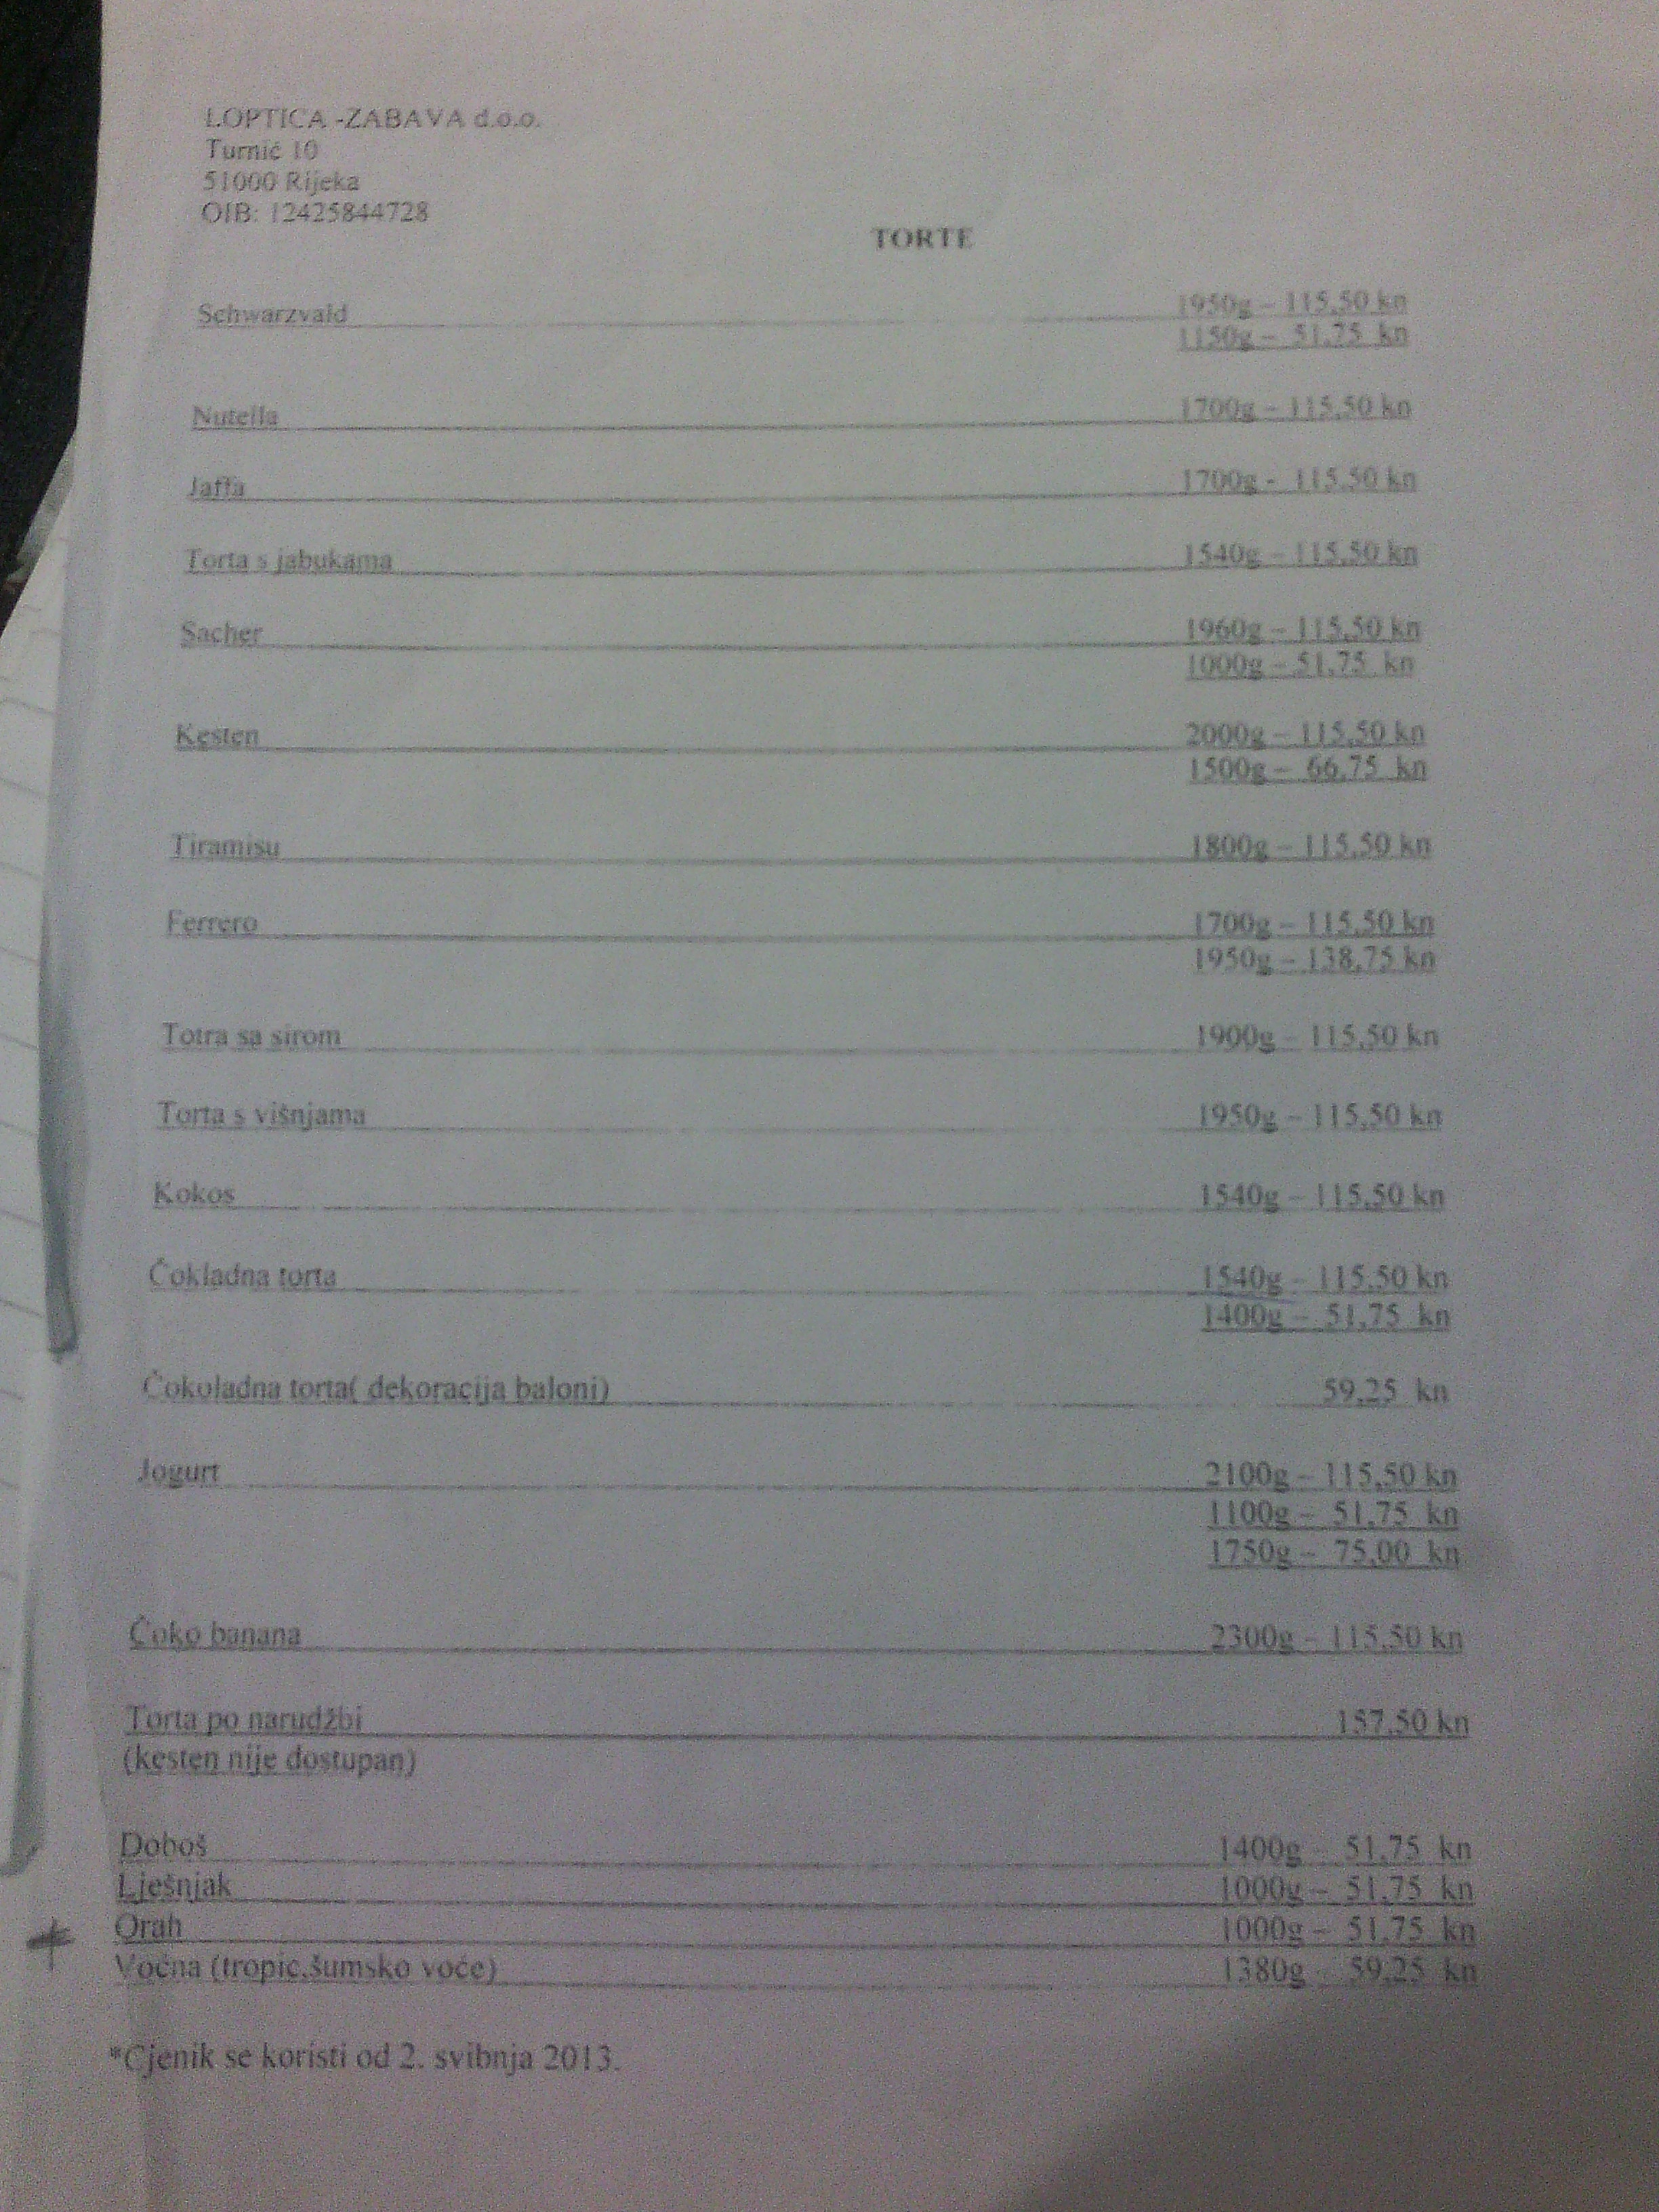 LOPTICA -ZABAVA d.o.o.
Turnić 10
51000 Rijeka
OIB: 12425844728
TORTE
Schwarzvald 1950g – 115,50 kn
1150g – 51,75 kn
Nutella 1700g – 115,50 kn
Jaffa 1700g - 115,50 kn
Torta s jabukama 1540g – 115,50 kn
Sacher 1960g – 115,50 kn
1000g – 51,75 kn
Kesten 2000g – 115,50 kn
1500g – 66,75 kn
Tiramisu 1800g – 115,50 kn
Ferrero 1700g – 115,50 kn
1950g – 138,75 kn
Totra sa sirom 1900g – 115,50 kn
Torta s višnjama 1950g – 115,50 kn
Kokos 1540g – 115,50 kn
Čokladna torta 1540g – 115,50 kn
1400g – 51,75 kn
Čokoladna torta( dekoracija baloni) 59,25 kn
Jogurt 2100g – 115,50 kn
1100g – 51,75 kn
1750g – 75,00 kn
Čoko banana 2300g – 115,50 kn
Torta po narudžbi 157,50 kn
(kesten nije dostupan)
Doboš 1400g – 51,75 kn
Lješnjak 1000g – 51,75 kn
+ Orah 1000g – 51,75 kn
Voćna (tropic,šumsko voće) 1380g – 59,25 kn
*Cjenik se koristi od 2. svibnja 2013.